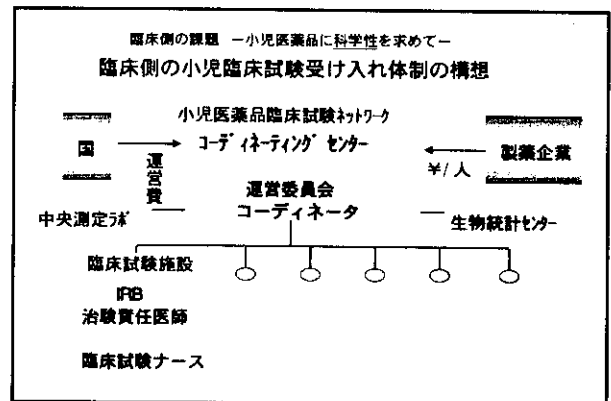 臨床側の課題 －小児医薬品に科学性を求めて－
臨床側の小児臨床試験受け入れ体制の構想
小児医薬品臨床試験ネットワーク
国
コーディネーティング センター
製薬企業
運営費
¥/人
運営委員会
コーディネータ
中央測定ラボ
生物統計センター
臨床試験施設
IRB
治験責任医師
臨床試験ナース